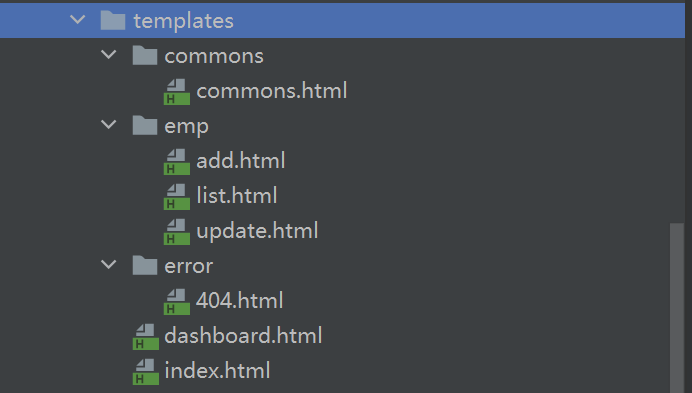 templates
commons
commons.html
emp
add.html
list.html
update.html
error
404.html
dashboard.html
index.html